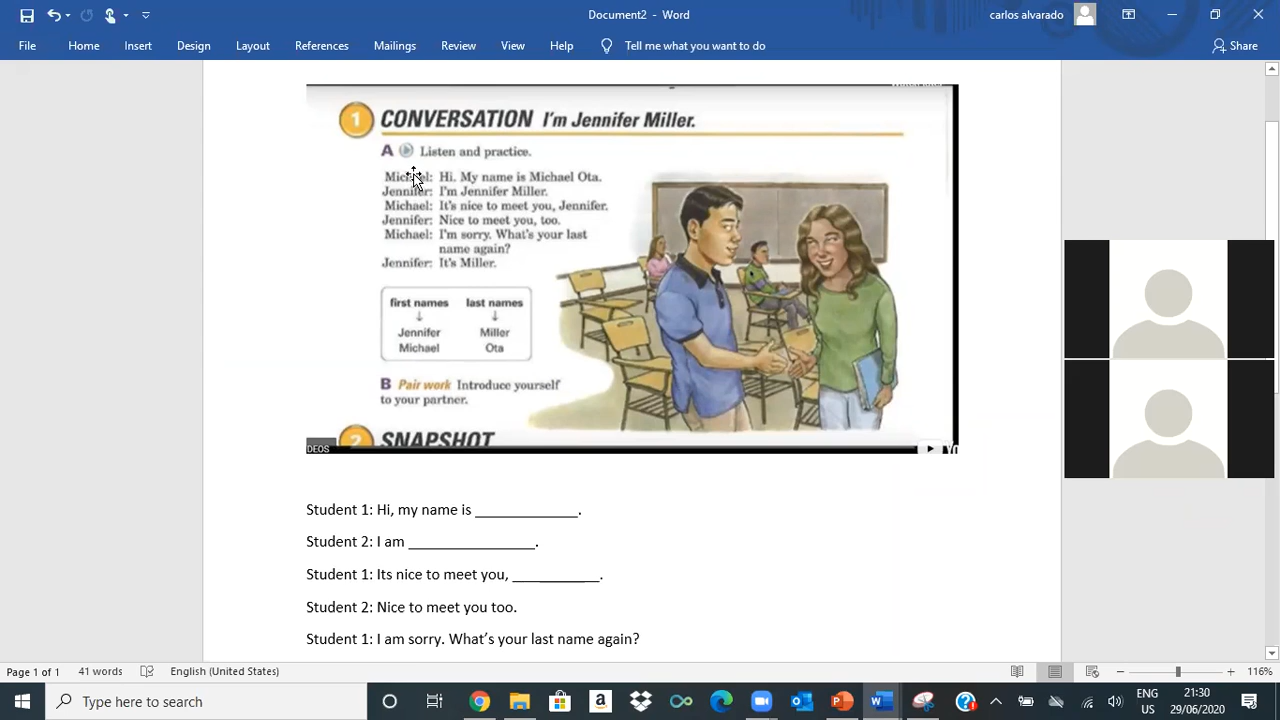 Document2 - Word
carlos alvarado
File Home Insert Design Layout References Mailings Review View Help Tell me what you want to do Share
1 CONVERSATION I'm Jennifer Miller.
A Listen and practice.
Michael: Hi. My name is Michael Ota.
Jennifer: I'm Jennifer Miller.
Michael: It's nice to meet you, Jennifer.
Jennifer: Nice to meet you, too.
Michael: I'm sorry. What's your last
name again?
Jennifer: It's Miller.
first names last names
↓ ↓
Jennifer Miller
Michael Ota
B Pair work Introduce yourself
to your partner.
2 SNAPSHOT
DEOS
Student 1: Hi, my name is _____________.
Student 2: I am ________________.
Student 1: Its nice to meet you, ___________.
Student 2: Nice to meet you too.
Student 1: I am sorry. What's your last name again?
Page 1 of 1 41 words English (United States) 116%
Type here to search
ENG 21:30
US 29/06/2020